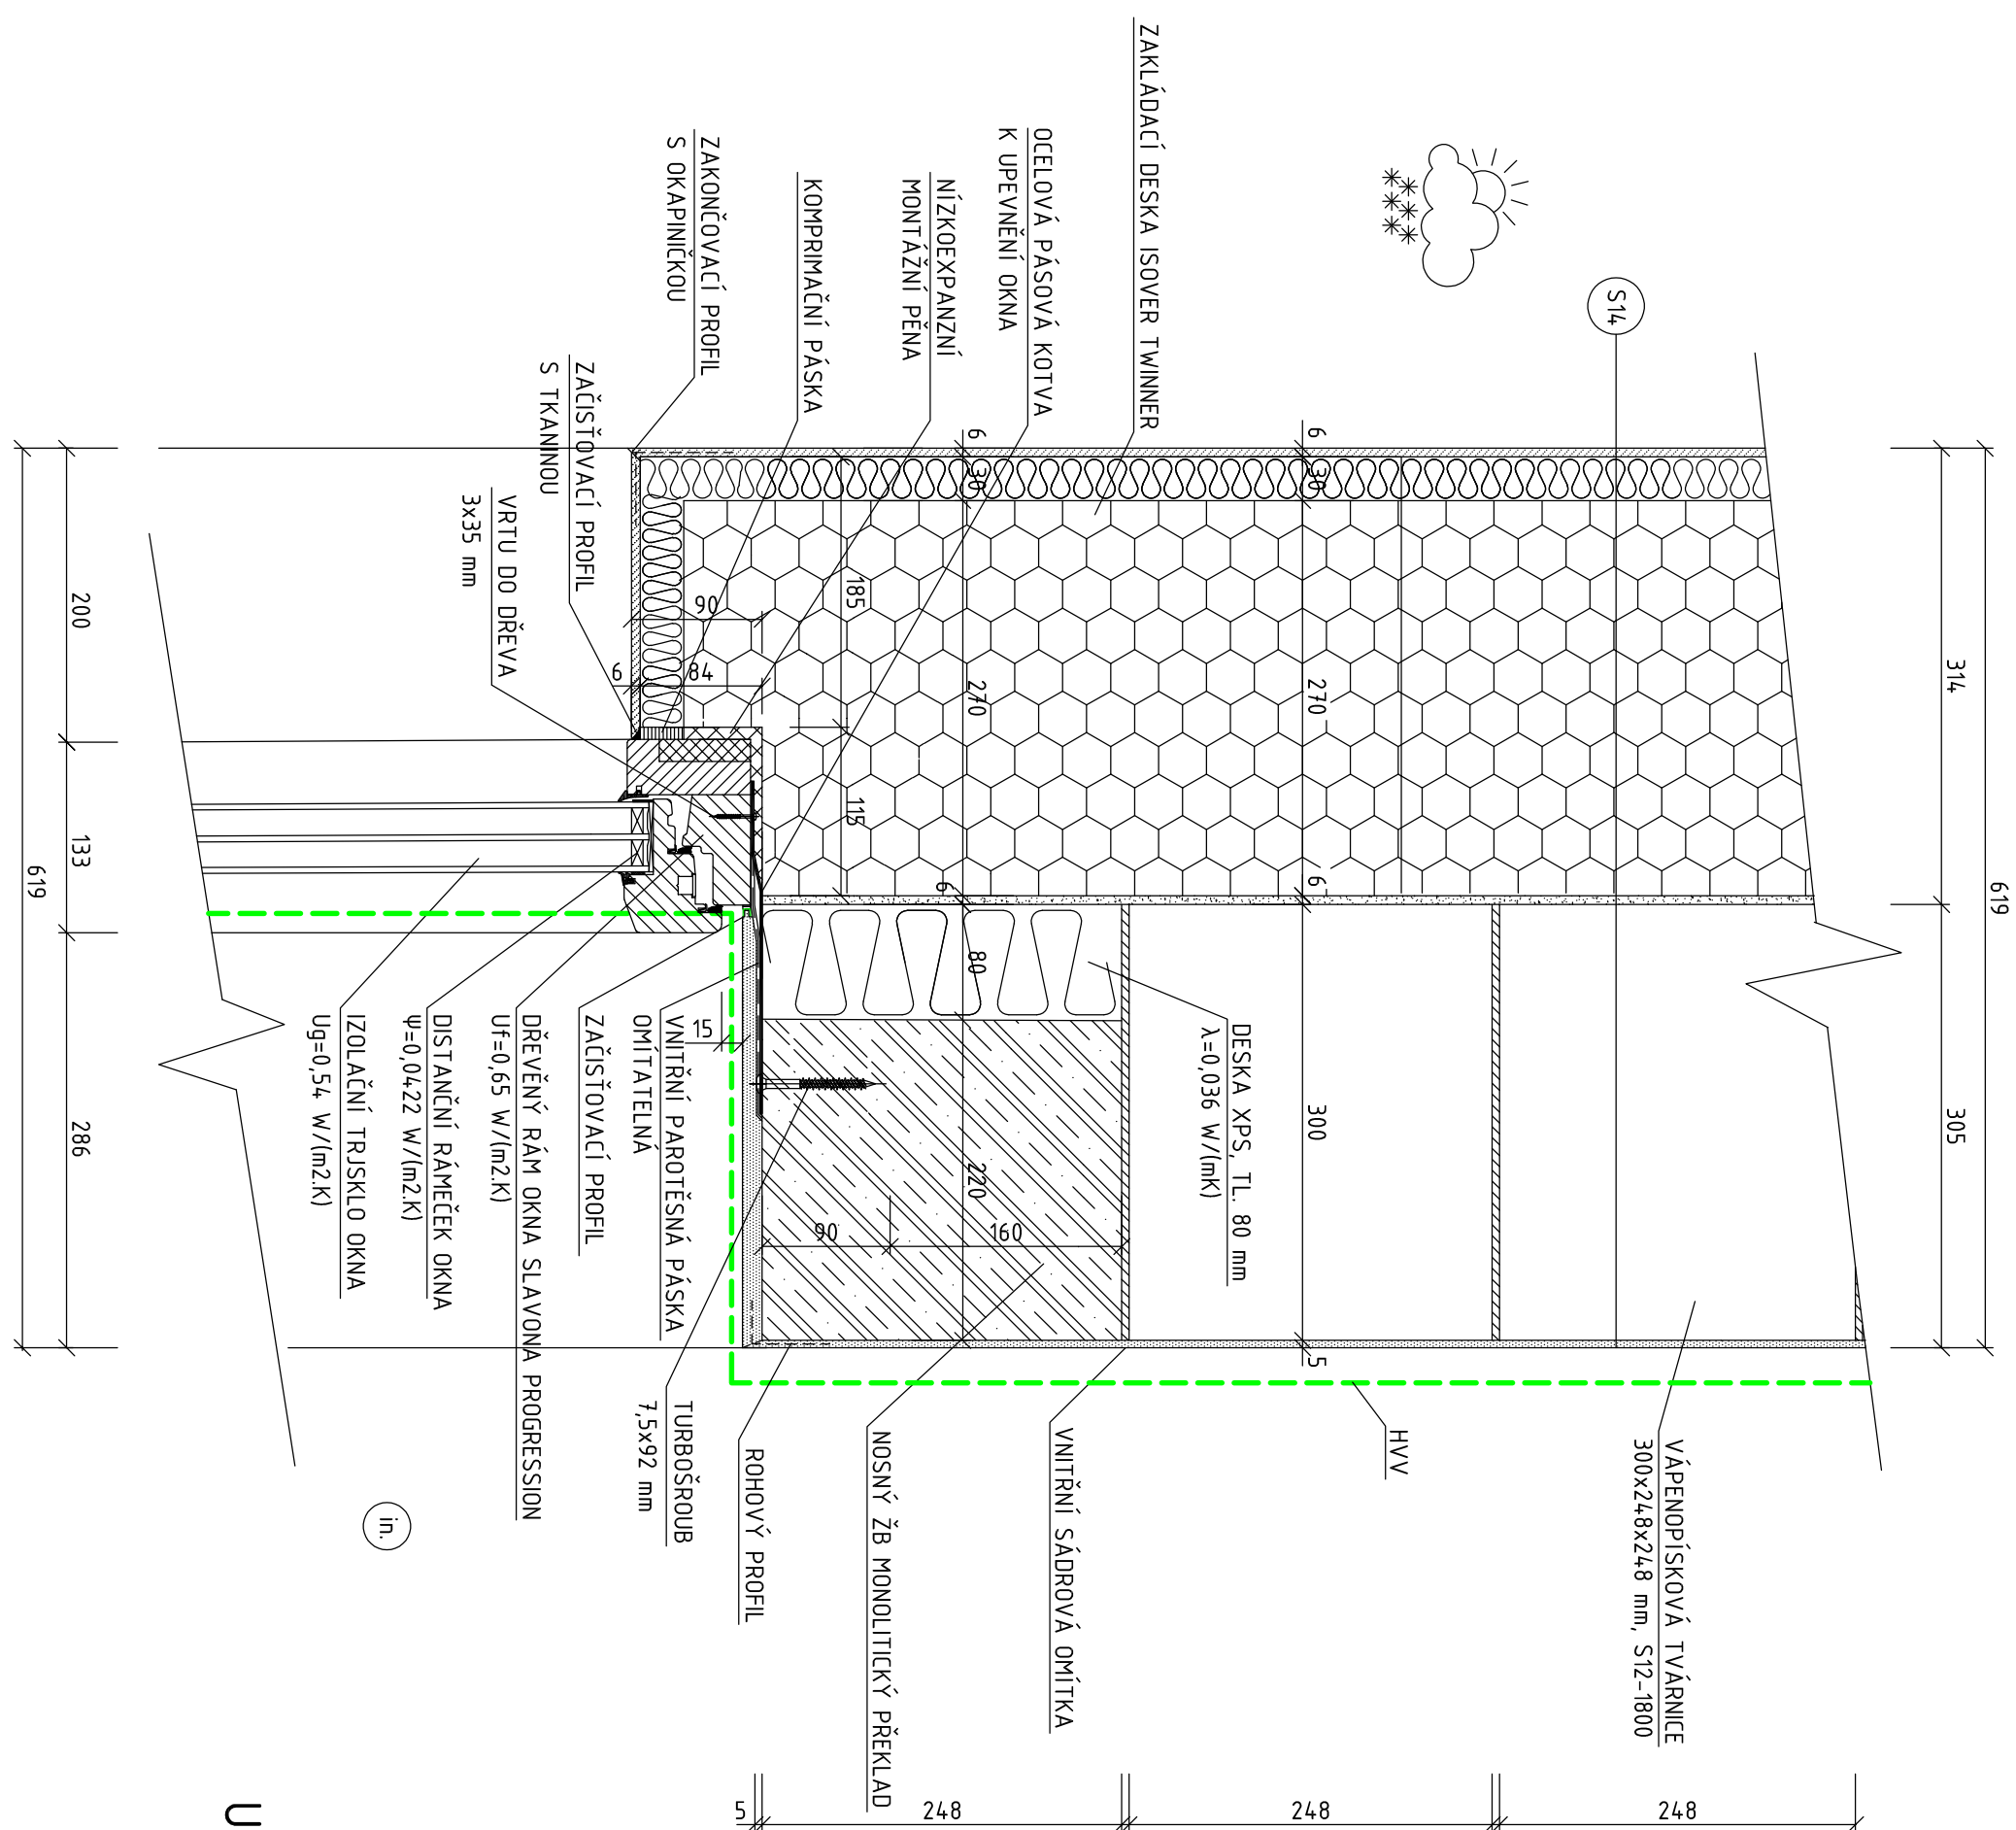 ZAKLÁDACÍ DESKA ISOVER TWINNER
OCELOVÁ PÁSOVÁ KOTVA
K UPEVNĚNÍ OKNA
NÍZKOEXPANZNÍ
MONTÁŽNÍ PĚNA
KOMPRIMAČNÍ PÁSKA
ZAKONČOVACÍ PROFIL
S OKAPNIČKOU
ZAČISŤOVACÍ PROFIL
S TKANINOU
VRTU DO DŘEVA
3x35 mm
S14
619
314
305
6
30
270
6
300
5
6
30
270
6
80
220
185
115
90
6
84
15
90
160
200
133
286
619
DESKA XPS, TL. 80 mm
λ=0,036 W/(mK)
VNITŘNÍ PAROTĚSNÁ PÁSKA
OMÍTATELNÁ
ZAČISŤOVACÍ PROFIL
DŘEVĚNÝ RÁM OKNA SLAVONA PROGRESSION
Uf=0,65 W/(m2.K)
DISTANČNÍ RÁMEČEK OKNA
Ψ=0,0422 W/(m2.K)
IZOLAČNÍ TRJSKLO OKNA
Ug=0,54 W/(m2.K)
VÁPENOPÍSKOVÁ TVÁRNICE
300x248x248 mm, S12-1800
HVV
VNITŘNÍ SÁDROVÁ OMÍTKA
NOSNÝ ŽB MONOLITICKÝ PŘEKLAD
ROHOVÝ PROFIL
TURBOŠROUB
7,5x92 mm
in.
5
248
248
248
U